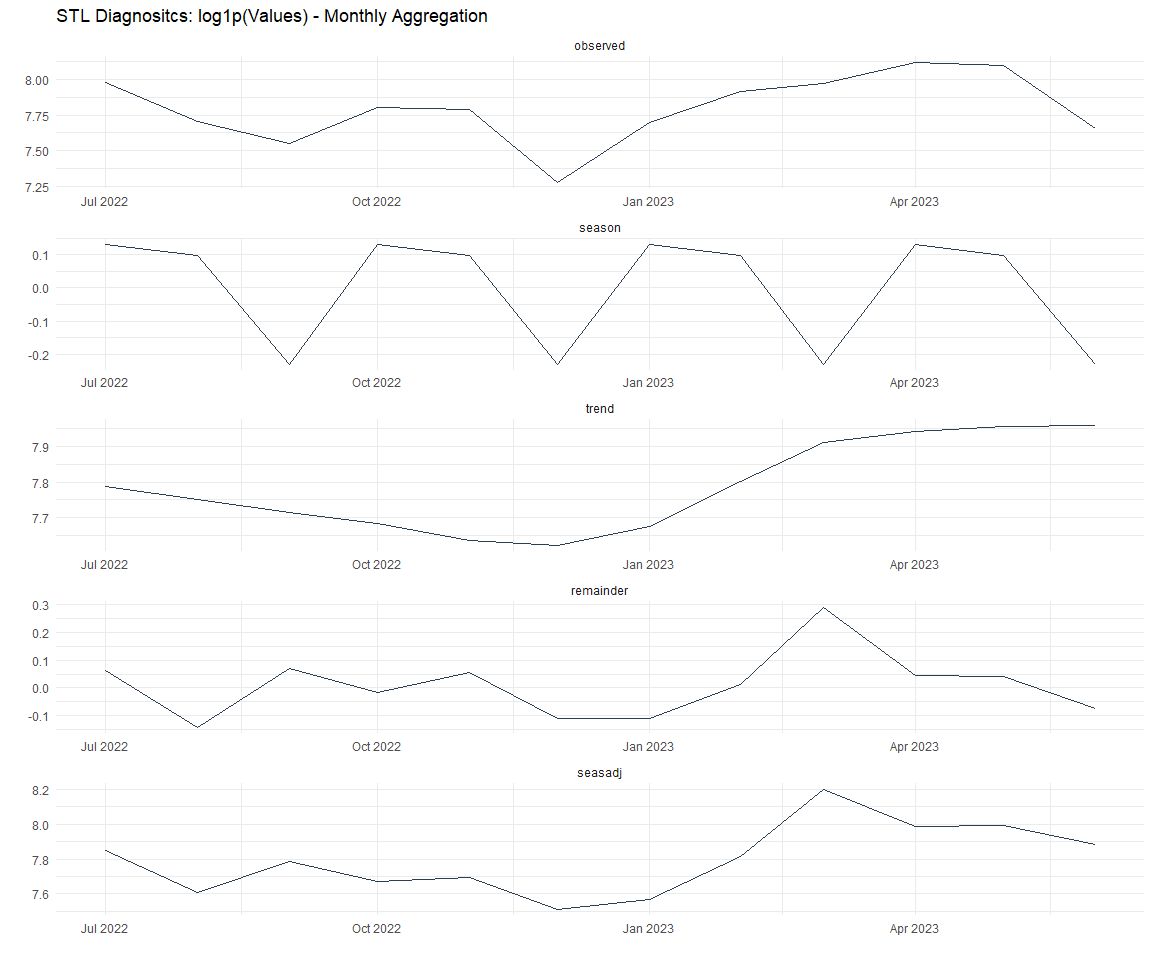 STL Diagnositcs: log1p(Values) - Monthly Aggregation
observed
8.00
7.75
7.50
7.25
Jul 2022 Oct 2022 Jan 2023 Apr 2023
season
0.1
0.0
-0.1
-0.2
Jul 2022 Oct 2022 Jan 2023 Apr 2023
trend
7.9
7.8
7.7
Jul 2022 Oct 2022 Jan 2023 Apr 2023
remainder
0.3
0.2
0.1
0.0
-0.1
Jul 2022 Oct 2022 Jan 2023 Apr 2023
seasadj
8.2
8.0
7.8
7.6
Jul 2022 Oct 2022 Jan 2023 Apr 2023